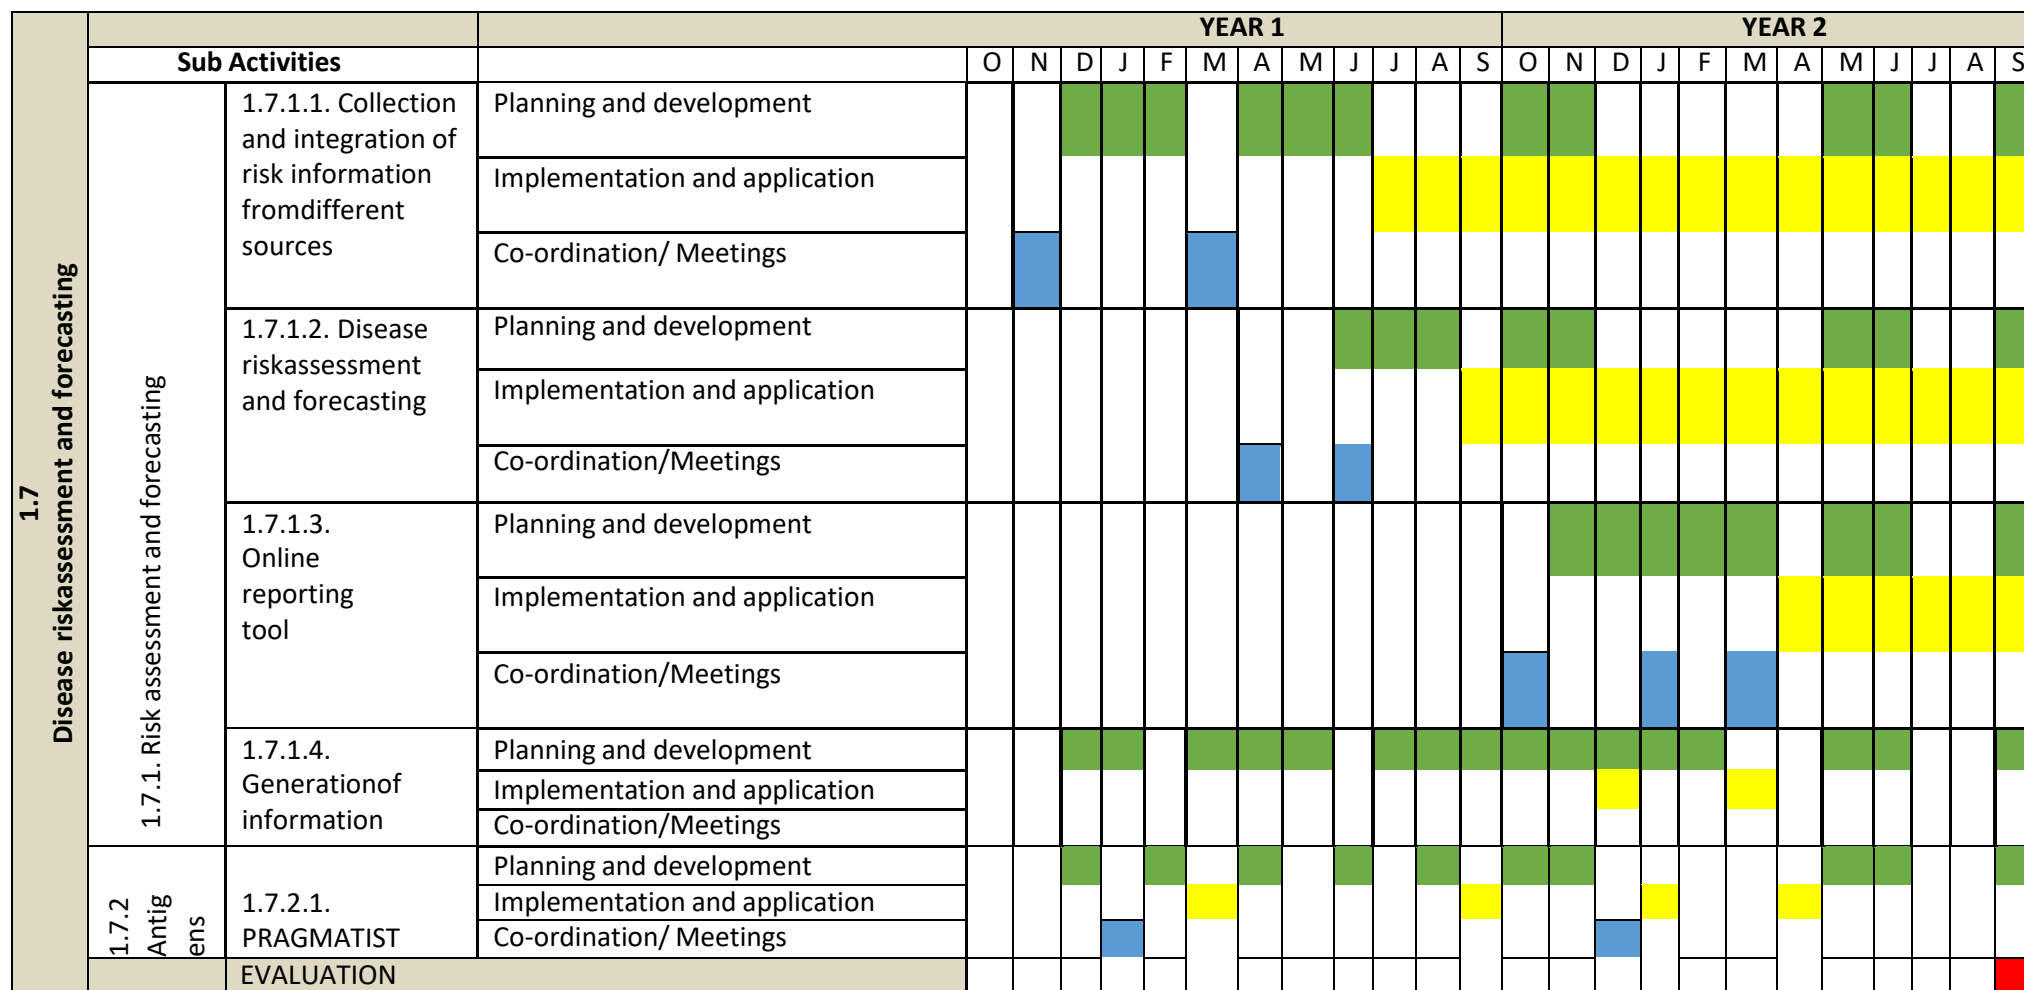 YEAR 1 YEAR 2
Sub Activities O N D J F M A M J J A S O N D J F M A M J J A S
1.7
Disease riskassessment and forecasting
1.7.1. Risk assessment and forecasting
1.7.1.1. Collection
and integration of
risk information
fromdifferent
sources
Planning and development
Implementation and application
Co-ordination/ Meetings
1.7.1.2. Disease
riskassessment
and forecasting
Planning and development
Implementation and application
Co-ordination/Meetings
1.7.1.3.
Online
reporting
tool
Planning and development
Implementation and application
Co-ordination/Meetings
1.7.1.4.
Generationof
information
Planning and development
Implementation and application
Co-ordination/Meetings
1.7.2
Antig
ens
1.7.2.1.
PRAGMATIST
Planning and development
Implementation and application
Co-ordination/ Meetings
EVALUATION